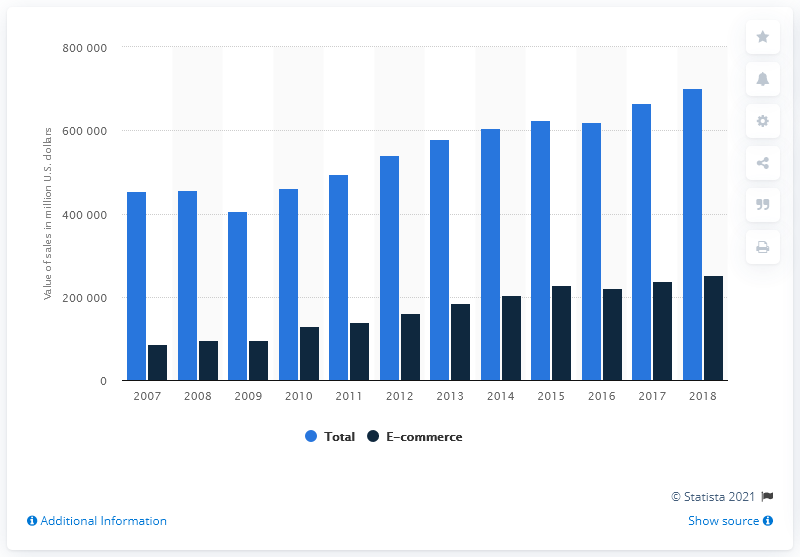 800 000
600 000
400 000
200 000
0
Value of sales in million U.S. dollars
2007 2008 2009 2010 2011 2012 2013 2014 2015 2016 2017 2018
Total E-commerce
© Statista 2021
Additional Information Show source